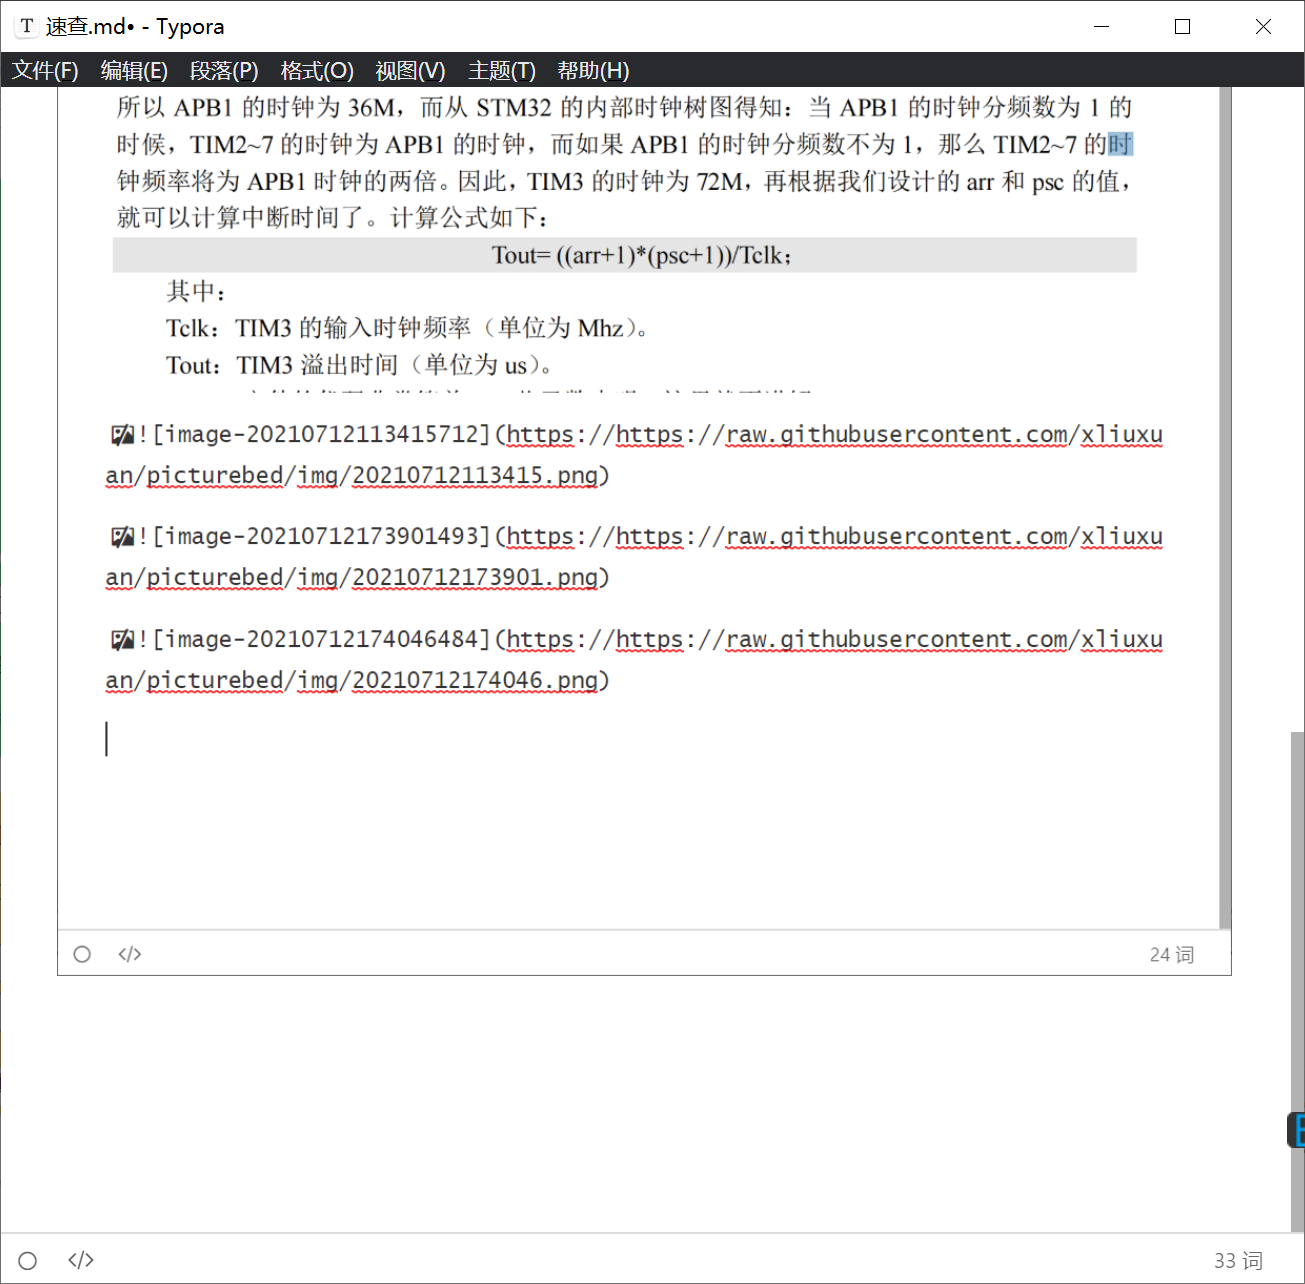 速查.md• - Typora
文件(F) 编辑(E) 段落(P) 格式(O) 视图(V) 主题(T) 帮助(H)
所以 APB1 的时钟为 36M，而从 STM32 的内部时钟树图得知：当 APB1 的时钟分频数为 1 的
时候，TIM2~7 的时钟为 APB1 的时钟，而如果 APB1 的时钟分频数不为 1，那么 TIM2~7 的时
钟频率将为 APB1 时钟的两倍。因此，TIM3 的时钟为 72M，再根据我们设计的 arr 和 psc 的值，
就可以计算中断时间了。计算公式如下：
Tout= ((arr+1)*(psc+1))/Tclk；
其中：
Tclk：TIM3 的输入时钟频率（单位为 Mhz）。
Tout：TIM3 溢出时间（单位为 us）。
![image-20210712113415712](https://https://raw.githubusercontent.com/xliuxu
an/picturebed/img/20210712113415.png)
![image-20210712173901493](https://https://raw.githubusercontent.com/xliuxu
an/picturebed/img/20210712173901.png)
![image-20210712174046484](https://https://raw.githubusercontent.com/xliuxu
an/picturebed/img/20210712174046.png)
</> 24 词
</> 33 词